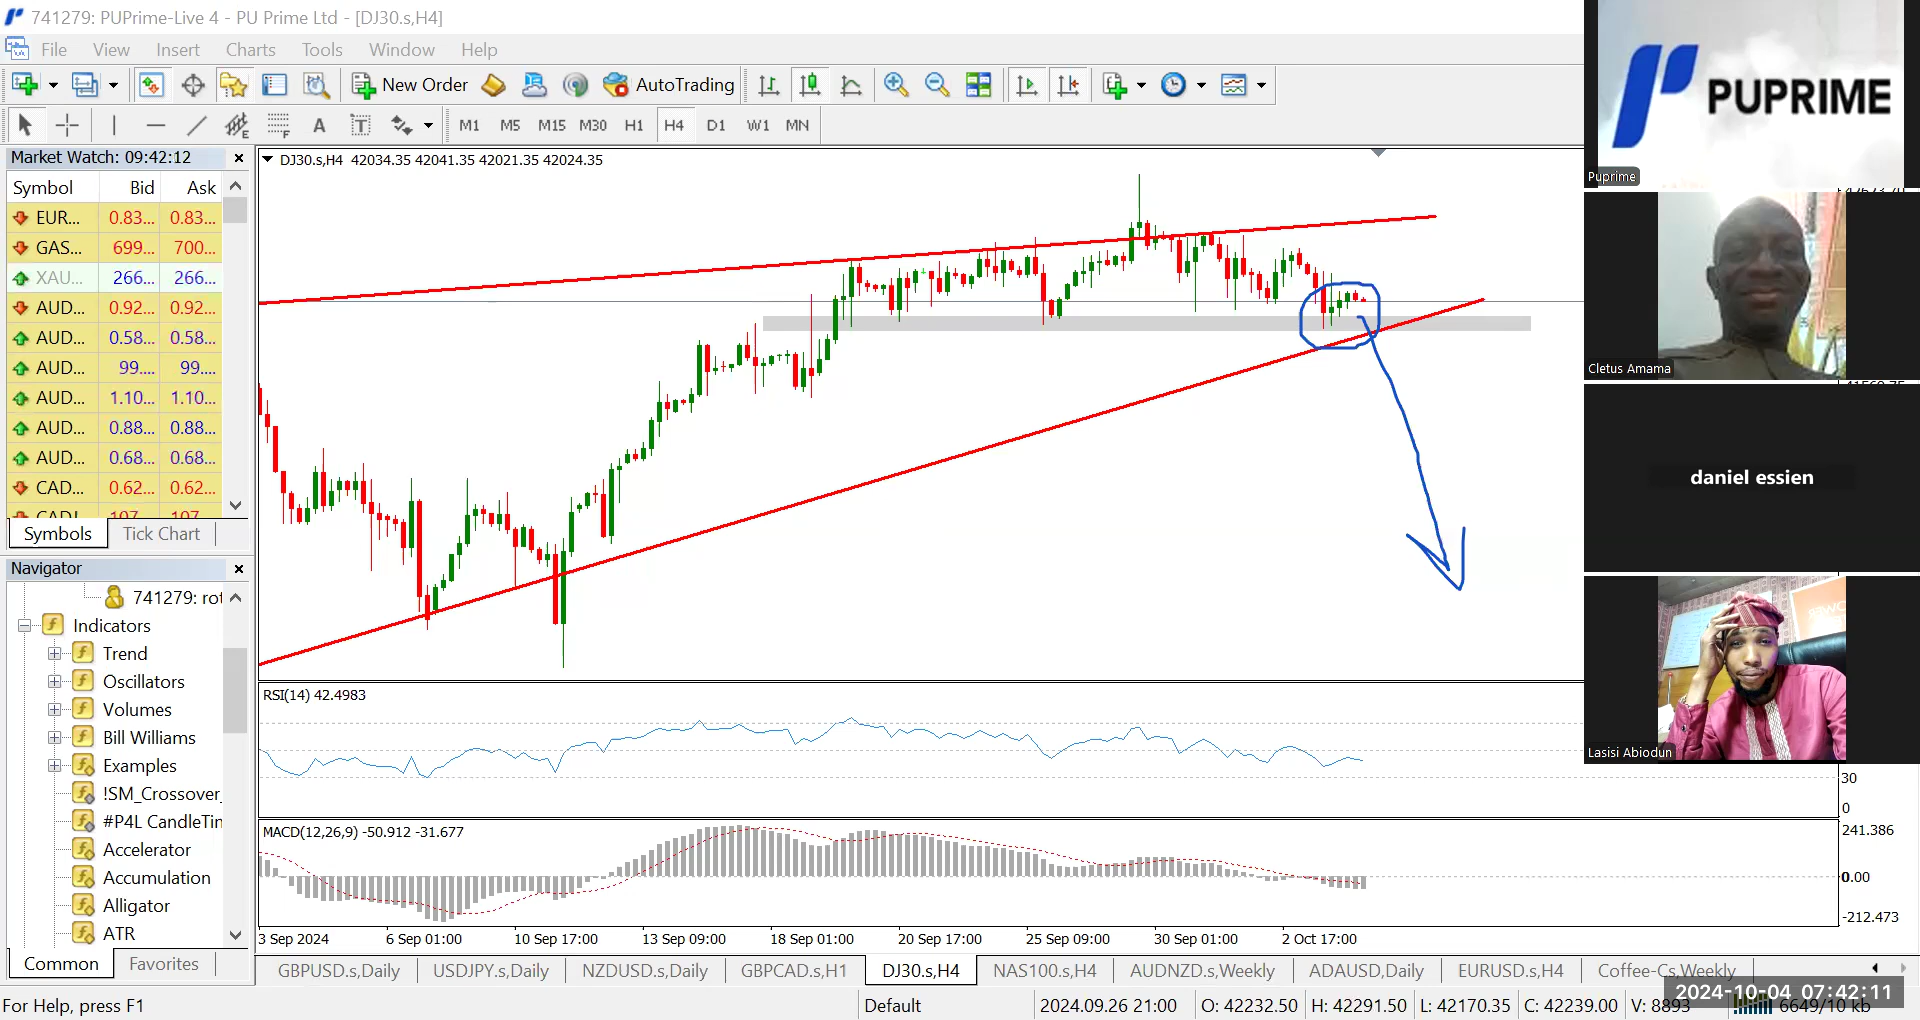 741279: PUPrime-Live 4 - PU Prime Ltd - [DJ30.s,H4]
File View Insert Charts Tools Window Help
New Order AutoTrading
A T M1 M5 M15 M30 H1 H4 D1 W1 MN
Market Watch: 09:42:12
Symbol Bid Ask
EUR... 0.83... 0.83...
GAS... 699... 700...
XAU... 266... 266...
AUD... 0.92... 0.92...
AUD... 0.58... 0.58...
AUD... 99.... 99....
AUD... 1.10... 1.10...
AUD... 0.88... 0.88...
AUD... 0.68... 0.68...
CAD... 0.62... 0.62...
Symbols Tick Chart
Navigator
741279: rot
Indicators
Trend
Oscillators
Volumes
Bill Williams
Examples
!SM_Crossover_
#P4L CandleTim
Accelerator
Accumulation
Alligator
ATR
Common Favorites
DJ30.s,H4 42034.35 42041.35 42021.35 42024.35
RSI(14) 42.4983
30
0
MACD(12,26,9) -50.912 -31.677
241.386
0.00
-212.473
3 Sep 2024 6 Sep 01:00 10 Sep 17:00 13 Sep 09:00 18 Sep 01:00 20 Sep 17:00 25 Sep 09:00 30 Sep 01:00 2 Oct 17:00
GBPUSD.s,Daily USDJPY.s,Daily NZDUSD.s,Daily GBPCAD.s,H1 DJ30.s,H4 NAS100.s,H4 AUDNZD.s,Weekly ADAUSD,Daily EURUSD.s,H4 Coffee-Cs,Weekly
For Help, press F1 Default 2024.09.26 21:00 O: 42232.50 H: 42291.50 L: 42170.35 C: 42239.00 V: 8893 6649/10 kb
2024-10-04 07:42:11
PUPRIME
Puprime
Cletus Amama
daniel essien
Lasisi Abiodun